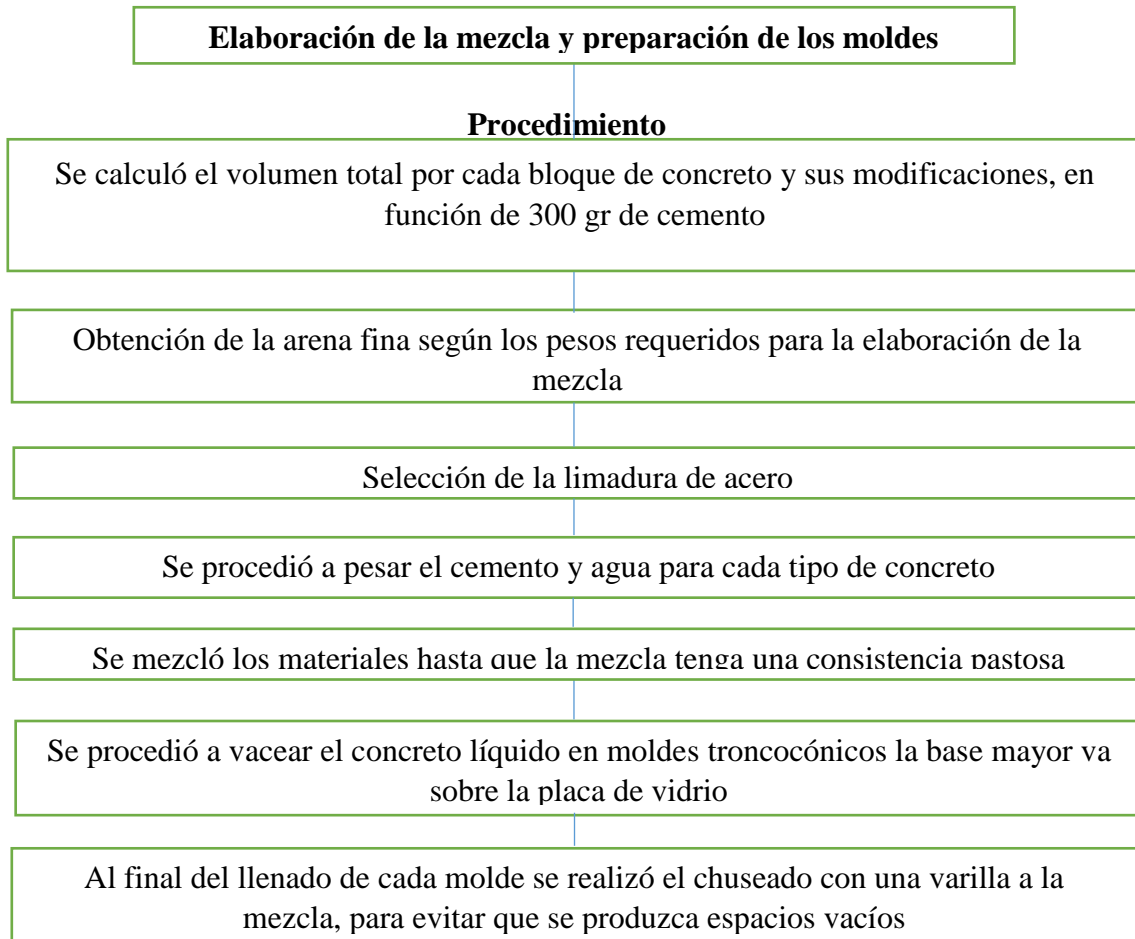 Elaboración de la mezcla y preparación de los moldes
Procedimiento
Se calculó el volumen total por cada bloque de concreto y sus modificaciones, en
función de 300 gr de cemento
Obtención de la arena fina según los pesos requeridos para la elaboración de la
mezcla
Selección de la limadura de acero
Se procedió a pesar el cemento y agua para cada tipo de concreto
Se mezcló los materiales hasta que la mezcla tenga una consistencia pastosa
Se procedió a vacear el concreto líquido en moldes troncocónicos la base mayor va
sobre la placa de vidrio
Al final del llenado de cada molde se realizó el chuseado con una varilla a la
mezcla, para evitar que se produzca espacios vacíos